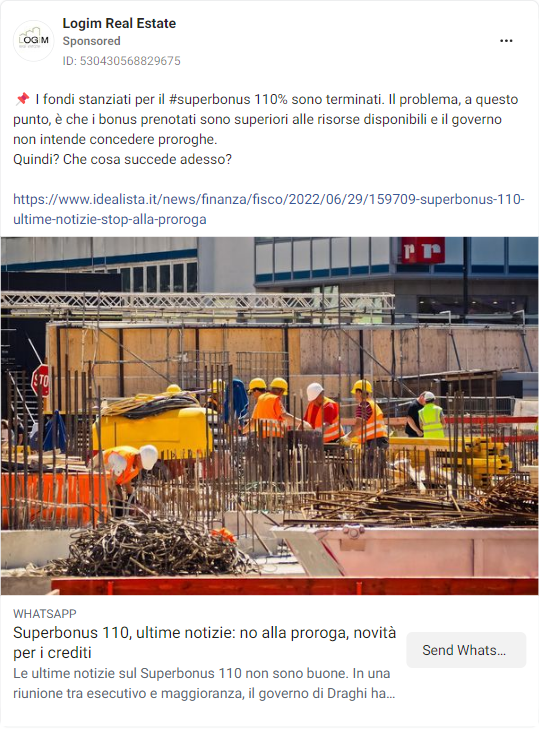 LOGIM
Logim Real Estate
Sponsored
ID: 530430568829675
📌 I fondi stanziati per il #superbonus 110% sono terminati. Il problema, a questo
punto, è che i bonus prenotati sono superiori alle risorse disponibili e il governo
non intende concedere proroghe.
Quindi? Che cosa succede adesso?
https://www.idealista.it/news/finanza/fisco/2022/06/29/159709-superbonus-110-
ultime-notizie-stop-alla-proroga
STOP
WHATSAPP
Superbonus 110, ultime notizie: no alla proroga, novità
per i crediti
Send Whats...
Le ultime notizie sul Superbonus 110 non sono buone. In una
riunione tra esecutivo e maggioranza, il governo di Draghi ha...